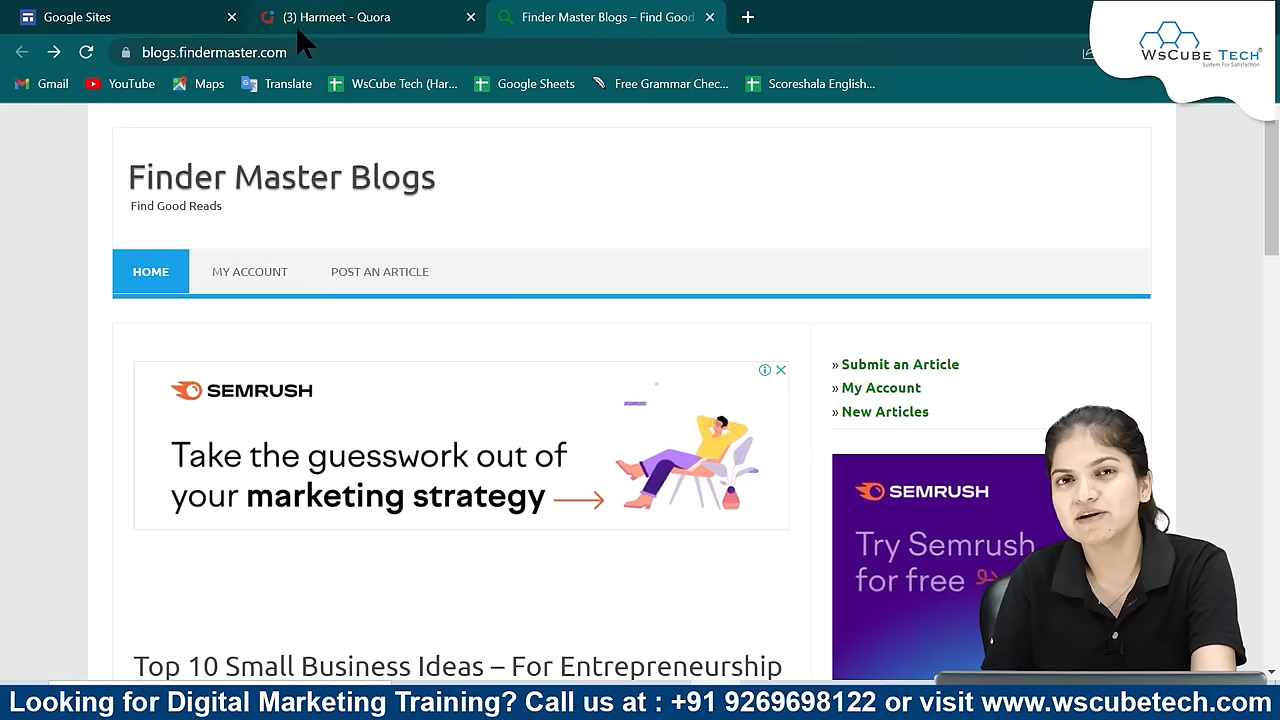 Google Sites
(3) Harmeet - Quora
Finder Master Blogs – Find Good
blogs.findermaster.com
Gmail
YouTube
Maps
Translate
WsCube Tech (Har...
Google Sheets
Free Grammar Chec...
Scoreshala English...
WsCube Tech®
System For Satisfaction
Finder Master Blogs
Find Good Reads
HOME
MY ACCOUNT
POST AN ARTICLE
SEMRUSH
Take the guesswork out of
your marketing strategy
» Submit an Article
» My Account
» New Articles
SEMRUSH
Try Semrush
for free
Top 10 Small Business Ideas – For Entrepreneurship
Looking for Digital Marketing Training? Call us at : +91 9269698122 or visit www.wscubetech.com